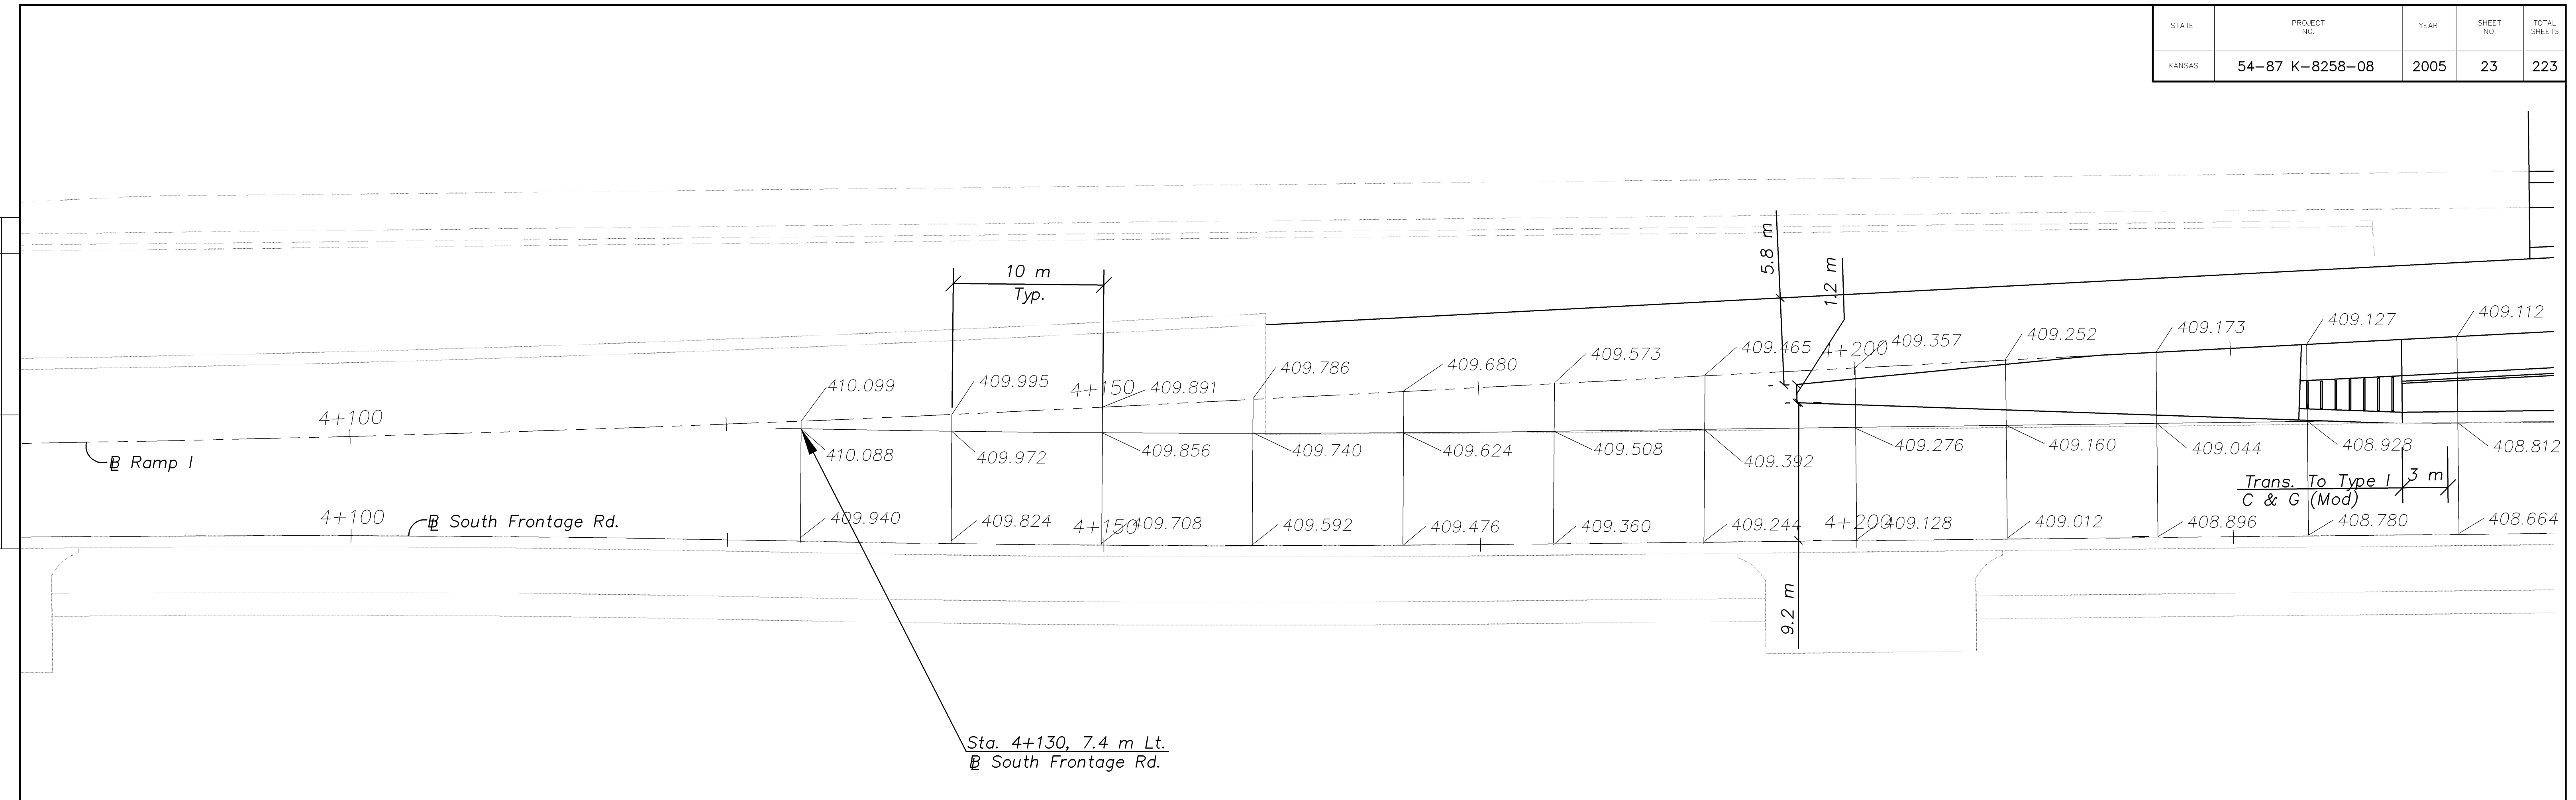 STATE
PROJECT
NO.
YEAR
SHEET
NO.
TOTAL
SHEETS
KANSAS
54-87 K-8258-08
2005
23
223
5.8 m
1.2 m
10 m
Typ.
409.112
409.127
409.173
409.252
409.357
4+200
409.465
409.573
409.680
409.786
409.891
4+150
409.995
410.099
4+100
BL Ramp I
410.088
409.972
409.856
409.740
409.624
409.508
409.392
409.276
409.160
409.044
408.928
408.812
Trans. To Type I
C & G (Mod)
3 m
4+100
BL South Frontage Rd.
409.940
409.824
4+150
409.708
409.592
409.476
409.360
409.244
4+200
409.128
409.012
408.896
408.780
408.664
9.2 m
Sta. 4+130, 7.4 m Lt.
BL South Frontage Rd.